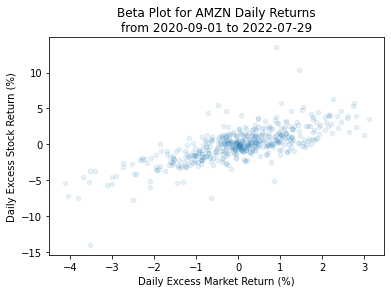 Beta Plot for AMZN Daily Returns
from 2020-09-01 to 2022-07-29
Daily Excess Stock Return (%)
10
5
0
−5
−10
−15
−4 −3 −2 −1 0 1 2 3
Daily Excess Market Return (%)